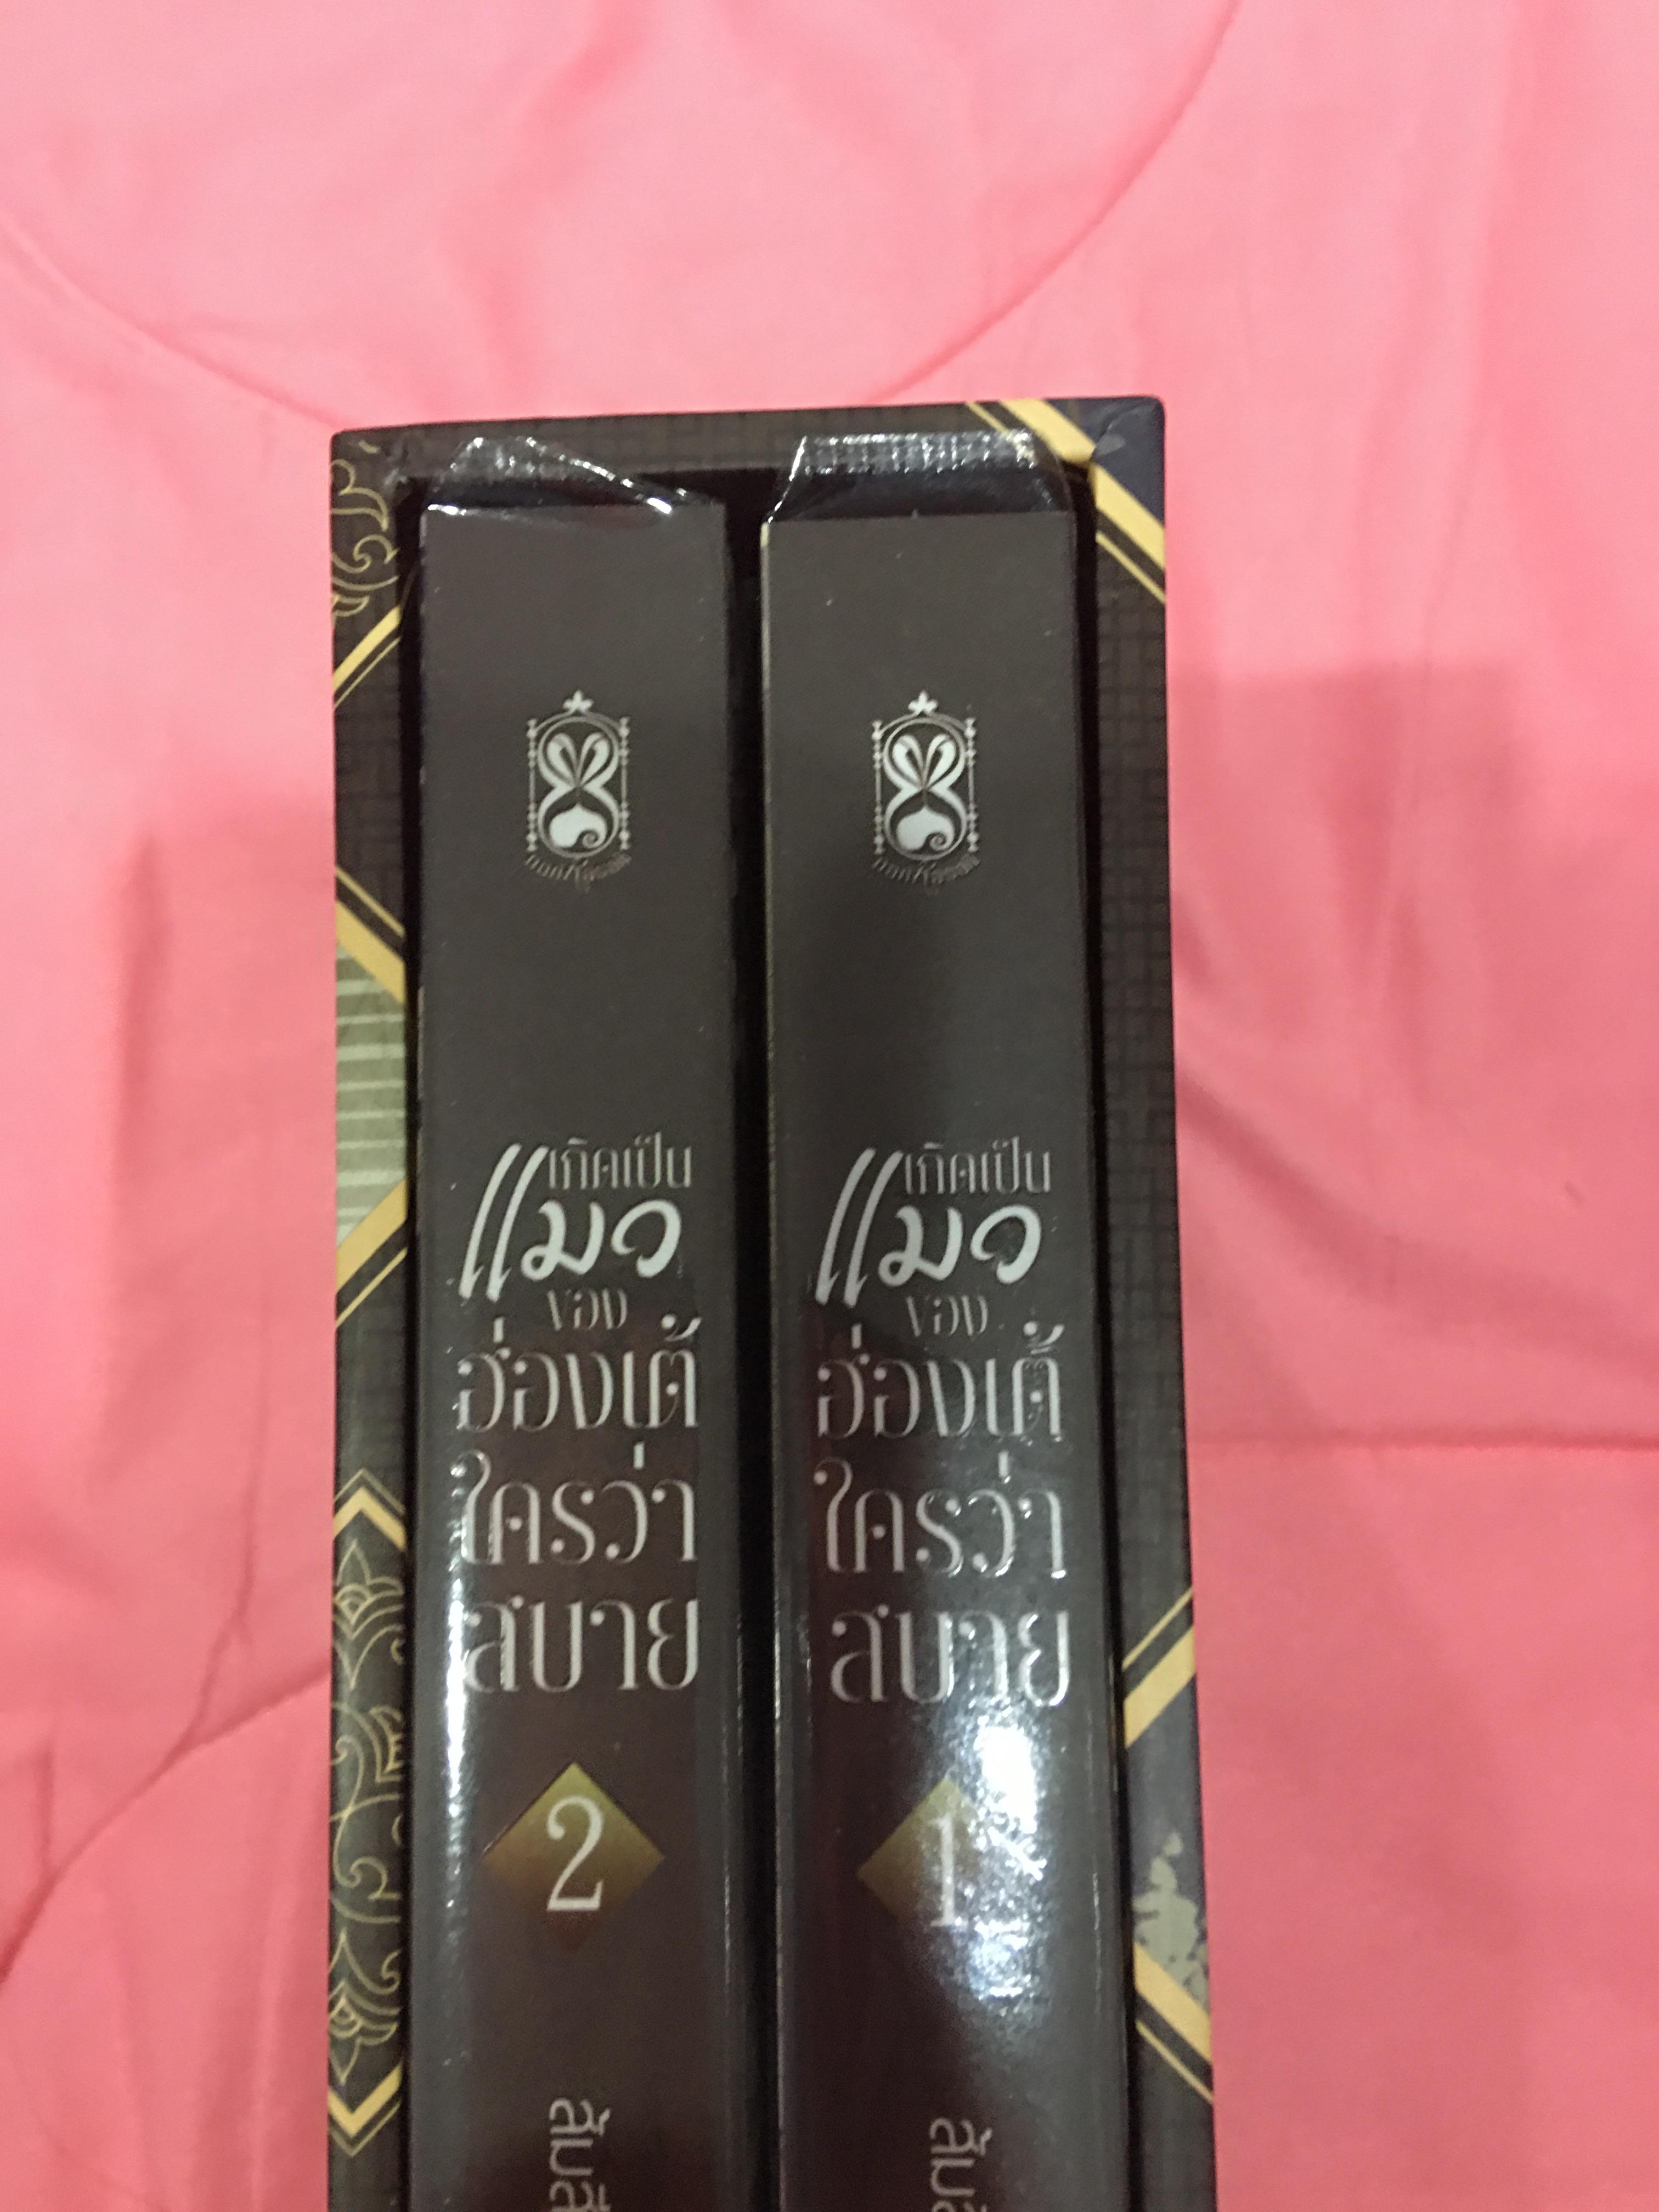 เกิดเป็น
แมว
ของ
ฮ่องเต้
ใครว่า
สบาย
2
เกิดเป็น
แมว
ของ
ฮ่องเต้
ใครว่า
สบาย
1